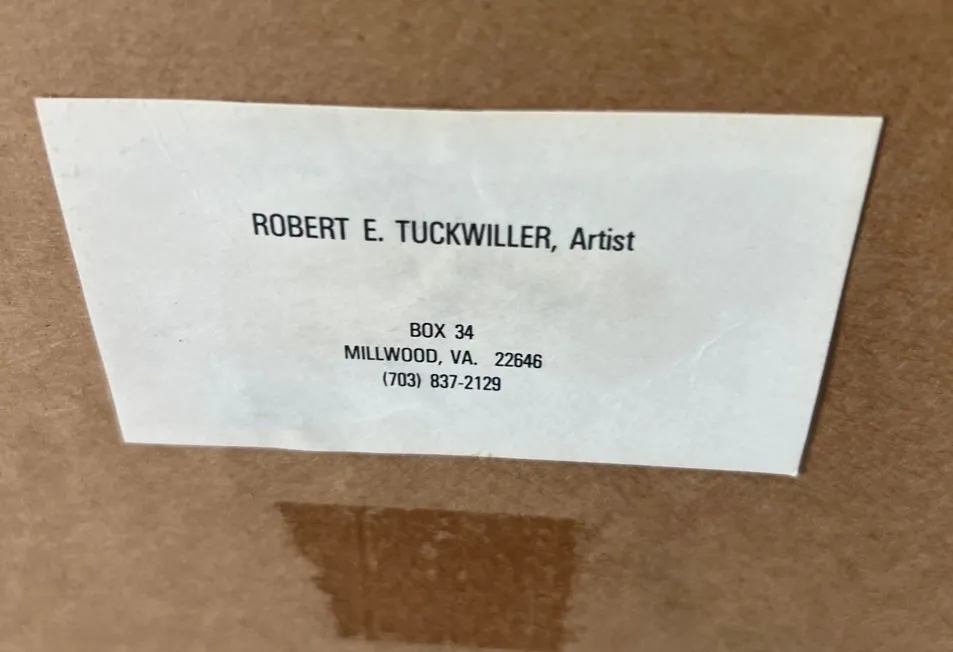 ROBERT E. TUCKWILLER, Artist
BOX 34
MILLWOOD, VA. 22646
(703) 837-2129